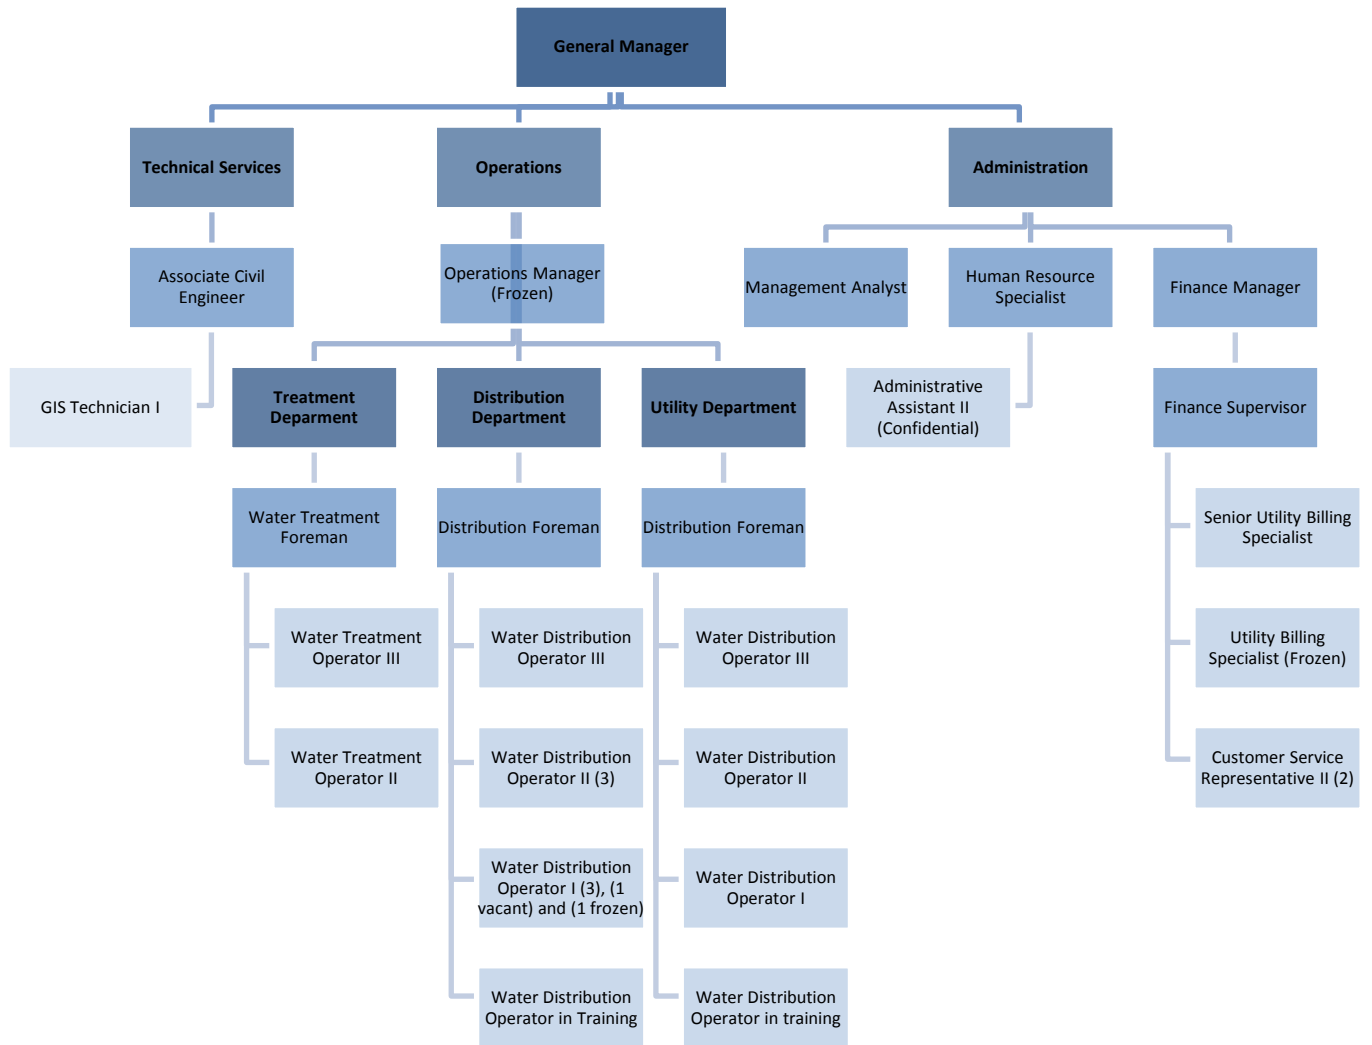 General Manager
Technical Services
Operations
Administration
Associate Civil
Engineer
Operations Manager
(Frozen)
Management Analyst
Human Resource
Specialist
Finance Manager
GIS Technician I
Treatment
Deparment
Distribution
Department
Utility Department
Administrative
Assistant II
(Confidential)
Finance Supervisor
Water Treatment
Foreman
Distribution Foreman
Distribution Foreman
Senior Utility Billing
Specialist
Water Treatment
Operator III
Water Distribution
Operator III
Water Distribution
Operator III
Utility Billing
Specialist (Frozen)
Water Treatment
Operator II
Water Distribution
Operator II (3)
Water Distribution
Operator II
Customer Service
Representative II (2)
Water Distribution
Operator I (3), (1
vacant) and (1 frozen)
Water Distribution
Operator I
Water Distribution
Operator in Training
Water Distribution
Operator in training